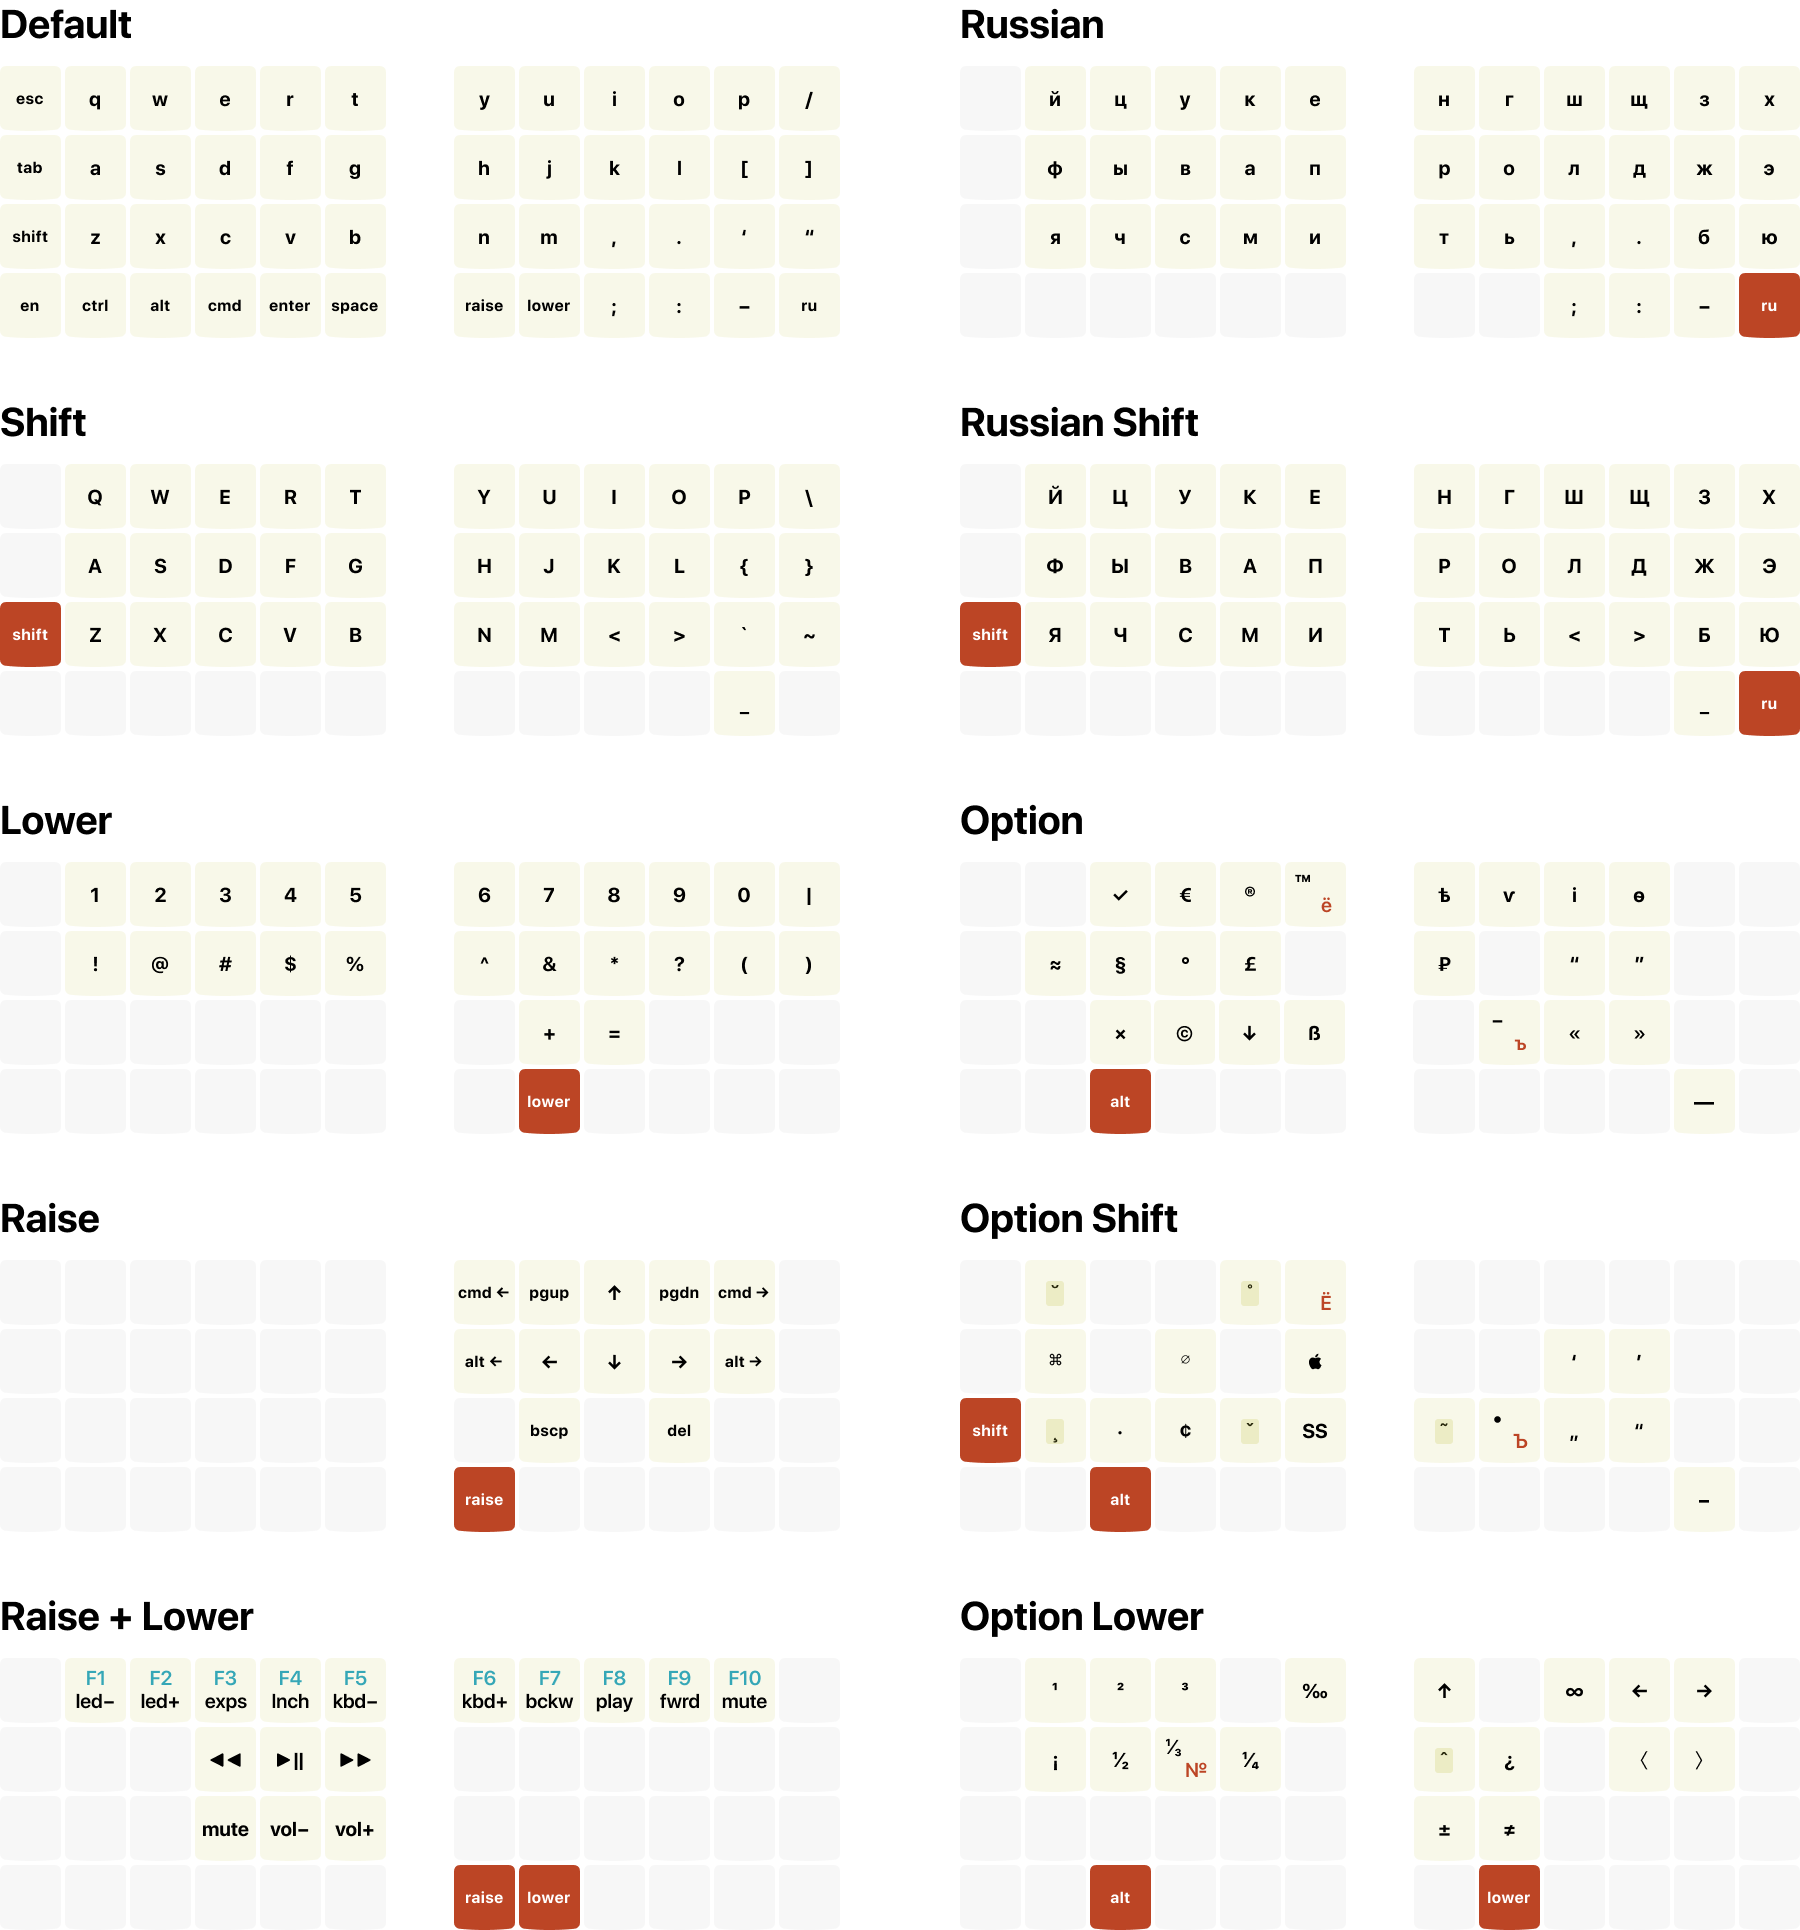 Default
esc q w e r t y u i o p /
tab a s d f g h j k l [ ]
shift z x c v b n m , . ‘ “
en ctrl alt cmd enter space raise lower ; : – ru
Russian
й ц у к е н г ш щ з х
ф ы в а п р о л д ж э
я ч с м и т ь , . б ю
; : – ru
Shift
Q W E R T Y U I O P \
A S D F G H J K L { }
shift Z X C V B N M < > ` ~
_
Russian Shift
Й Ц У К Е Н Г Ш Щ З Х
Ф Ы В А П Р О Л Д Ж Э
shift Я Ч С М И Т Ь < > Б Ю
_ ru
Lower
1 2 3 4 5 6 7 8 9 0 |
! @ # $ % ^ & * ? ( )
+ =
lower
Option
✓ € ® ™ ё ѣ ѵ і ѳ
≈ § ° £ ₽ “ ”
× © ↓ ß – ъ « »
alt —
Raise
cmd ← pgup ↑ pgdn cmd →
alt ← ← ↓ → alt →
bscp del
raise
Option Shift
˘ ˚ Ё
⌘ ∅  ‘ ’
shift ¸ · ¢ ˇ SS ˜ • Ъ „ “
alt –
Raise + Lower
F1 F2 F3 F4 F5 F6 F7 F8 F9 F10
led– led+ exps lnch kbd– kbd+ bckw play fwrd mute
◀◀ ▶|| ▶▶
mute vol– vol+
raise lower
Option Lower
¹ ² ³ ‰ ↑ ∞ ← →
¡ ½ ⅓ № ¼ ˆ ¿ 〈 〉
± ≠
alt lower